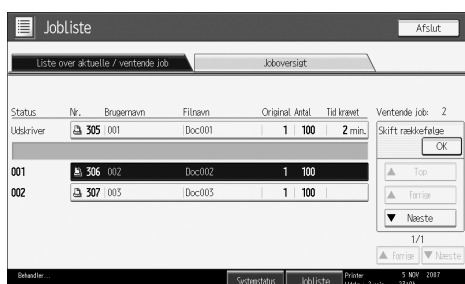 Jobliste
Afslut
Liste over aktuelle / ventende job
Joboversigt
Status Nr. Brugernavn Filnavn Original Antal Tid krævet Ventende job: 2
Udskriver 305 001 Doc001 1 100 2 min.
Skift rækkefølge
OK
001 306 002 Doc002 1 100
Top
002 307 003 Doc003 1 100
Forrige
Næste
1/1
Forrige Næste
Behandler... Systemstatus Jobliste Printer 5 NOV 2007